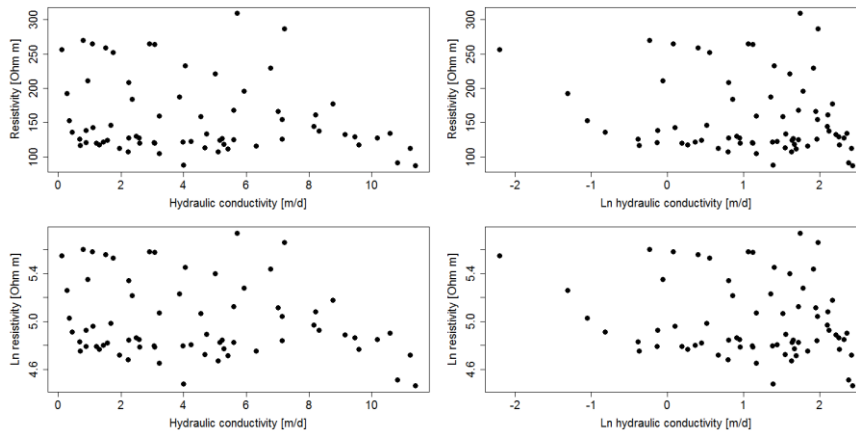 Resistivity [Ohm m]
100 150 200 250 300
0 2 4 6 8 10
Hydraulic conductivity [m/d]
Resistivity [Ohm m]
100 150 200 250 300
-2 -1 0 1 2
Ln hydraulic conductivity [m/d]
Ln resistivity [Ohm m]
4.6 5.0 5.4
0 2 4 6 8 10
Hydraulic conductivity [m/d]
Ln resistivity [Ohm m]
4.6 5.0 5.4
-2 -1 0 1 2
Ln hydraulic conductivity [m/d]